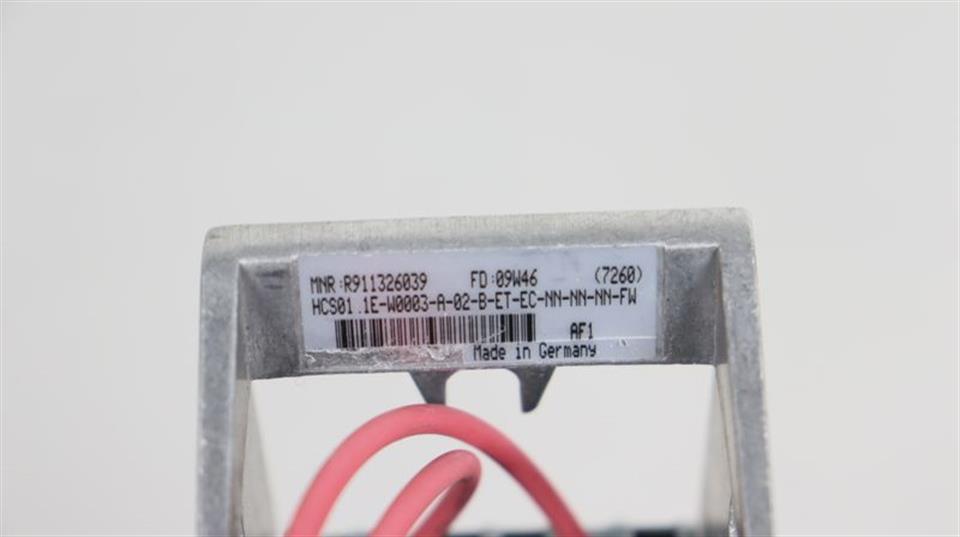 MNR:R911326039 FD:09W46 (7260)
HCS01.1E-W0003-A-02-B-ET-EC-NN-NN-NN-FW
AF1
Made in Germany